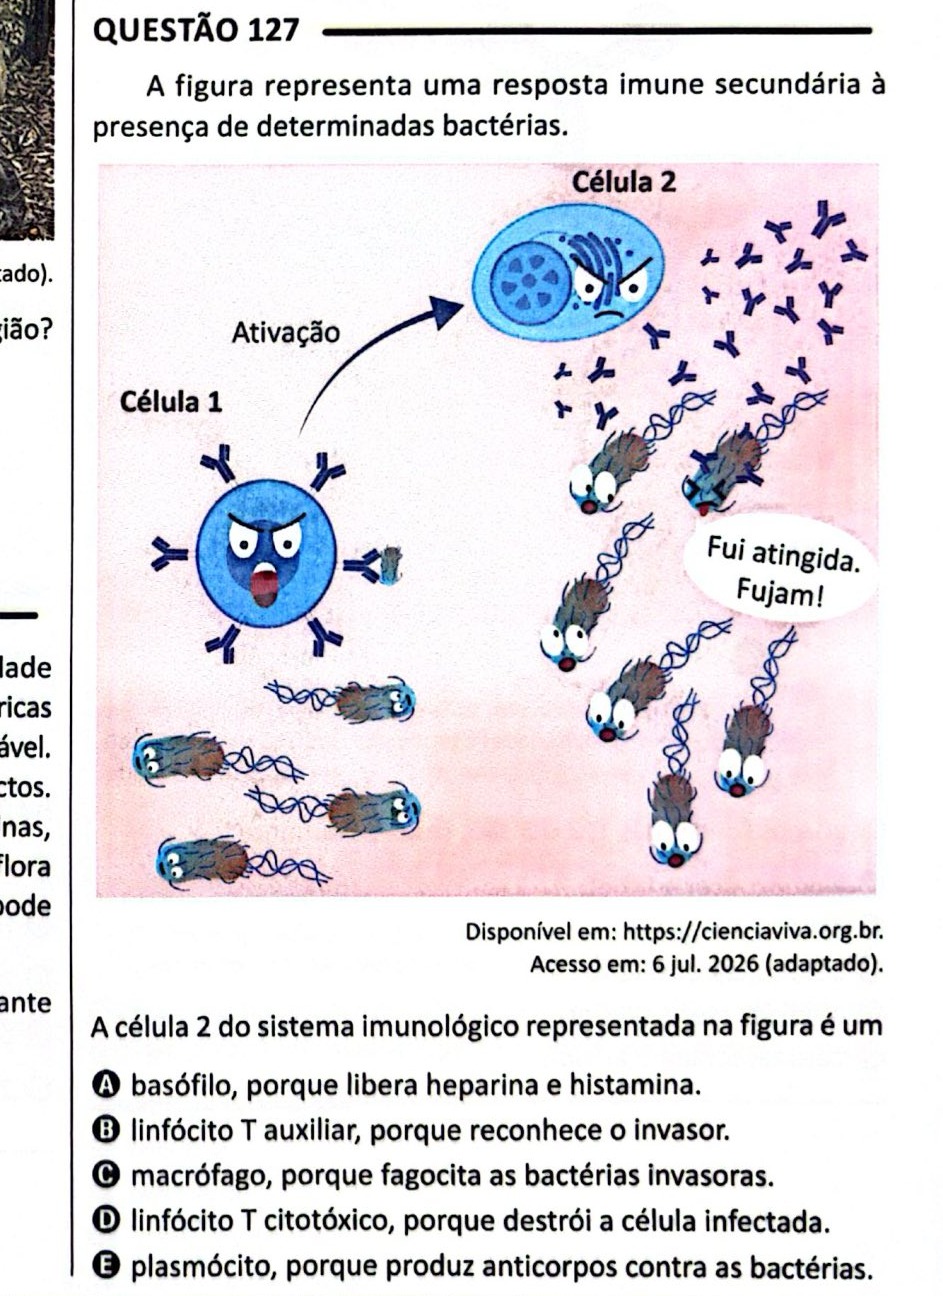 QUESTÃO 127
A figura representa uma resposta imune secundária à
presença de determinadas bactérias.
Célula 2
Ativação
Célula 1
Fui atingida.
Fujam!
Disponível em: https://cienciaviva.org.br.
Acesso em: 6 jul. 2026 (adaptado).
A célula 2 do sistema imunológico representada na figura é um
A basófilo, porque libera heparina e histamina.
B linfócito T auxiliar, porque reconhece o invasor.
C macrófago, porque fagocita as bactérias invasoras.
D linfócito T citotóxico, porque destrói a célula infectada.
E plasmócito, porque produz anticorpos contra as bactérias.